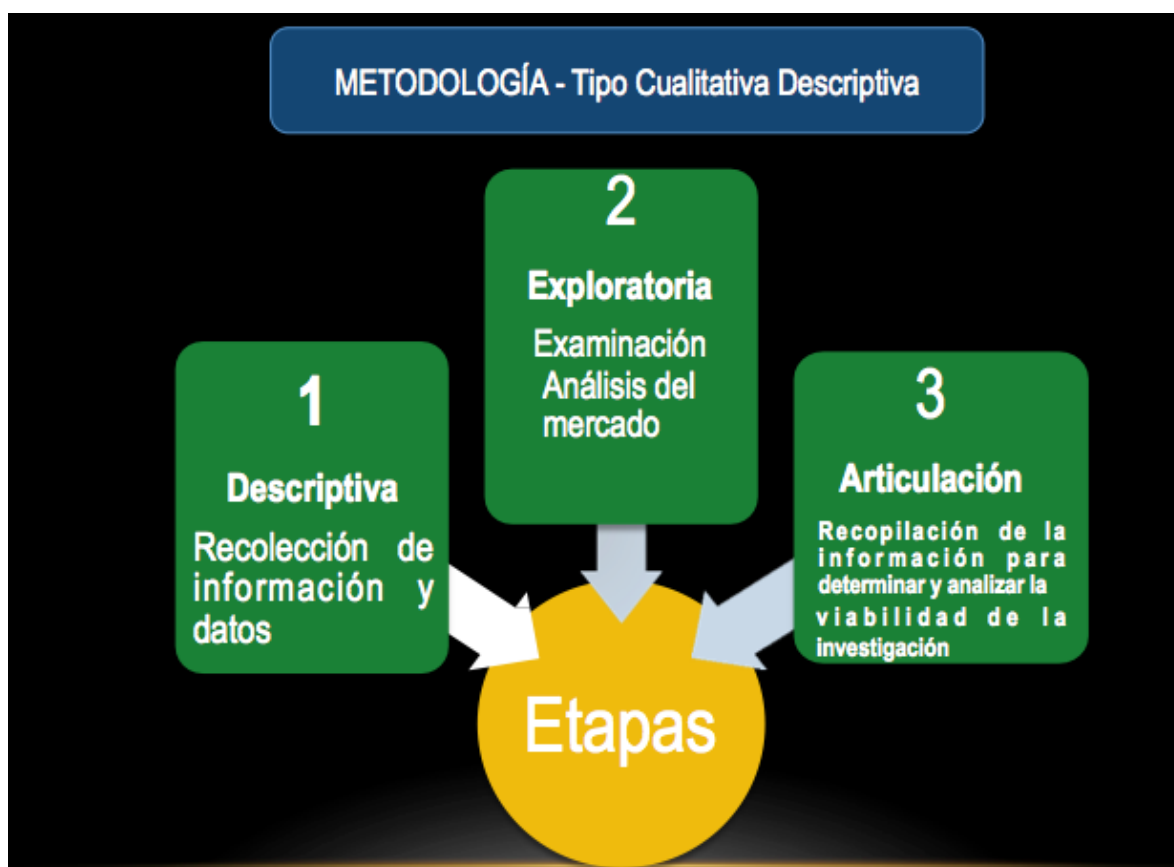 METODOLOGÍA - Tipo Cualitativa Descriptiva
1
Descriptiva
Recolección de
información y
datos
2
Exploratoria
Examinación
Análisis del
mercado
3
Articulación
Recopilación de la
información para
determinar y analizar la
viabilidad de la
investigación
Etapas